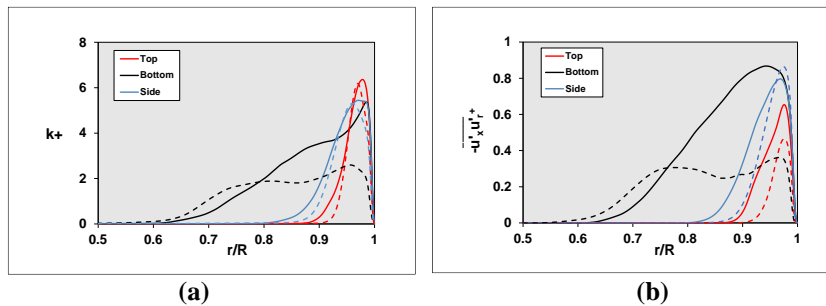 8
6
4
2
0
k+
Top
Bottom
Side
0.5 0.6 0.7 0.8 0.9 1
r/R
(a)
1
0.8
0.6
0.4
0.2
0
-u'ₓu'ᵣ⁺
Top
Bottom
Side
0.5 0.6 0.7 0.8 0.9 1
r/R
(b)